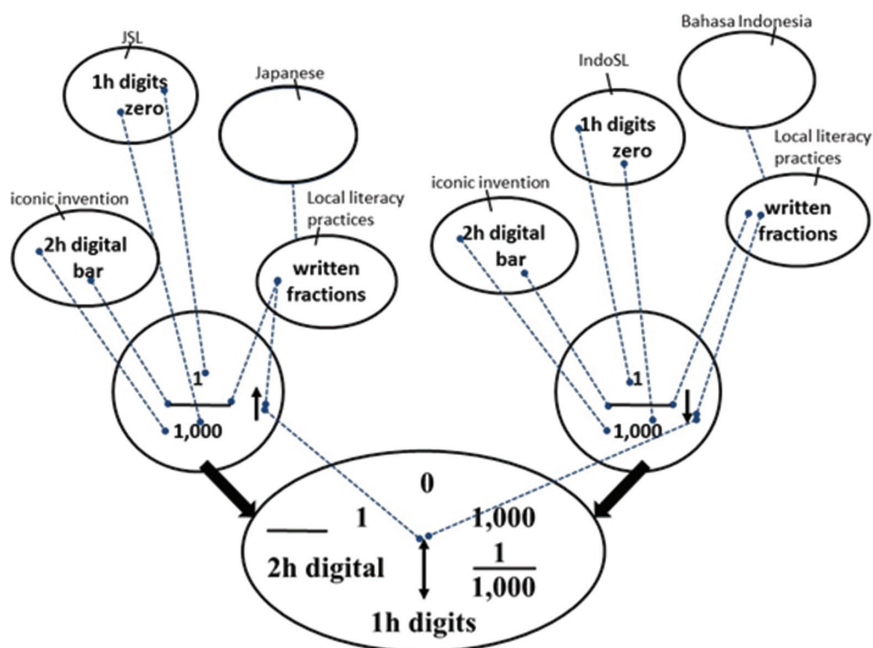 JSL
1h digits
zero
Japanese
iconic invention
2h digital
bar
Local literacy
practices
written
fractions
1
1,000
Bahasa Indonesia
IndoSL
1h digits
zero
Local literacy
practices
iconic invention
2h digital
bar
written
fractions
1
1,000
0
1
1,000
2h digital
1
1,000
1h digits